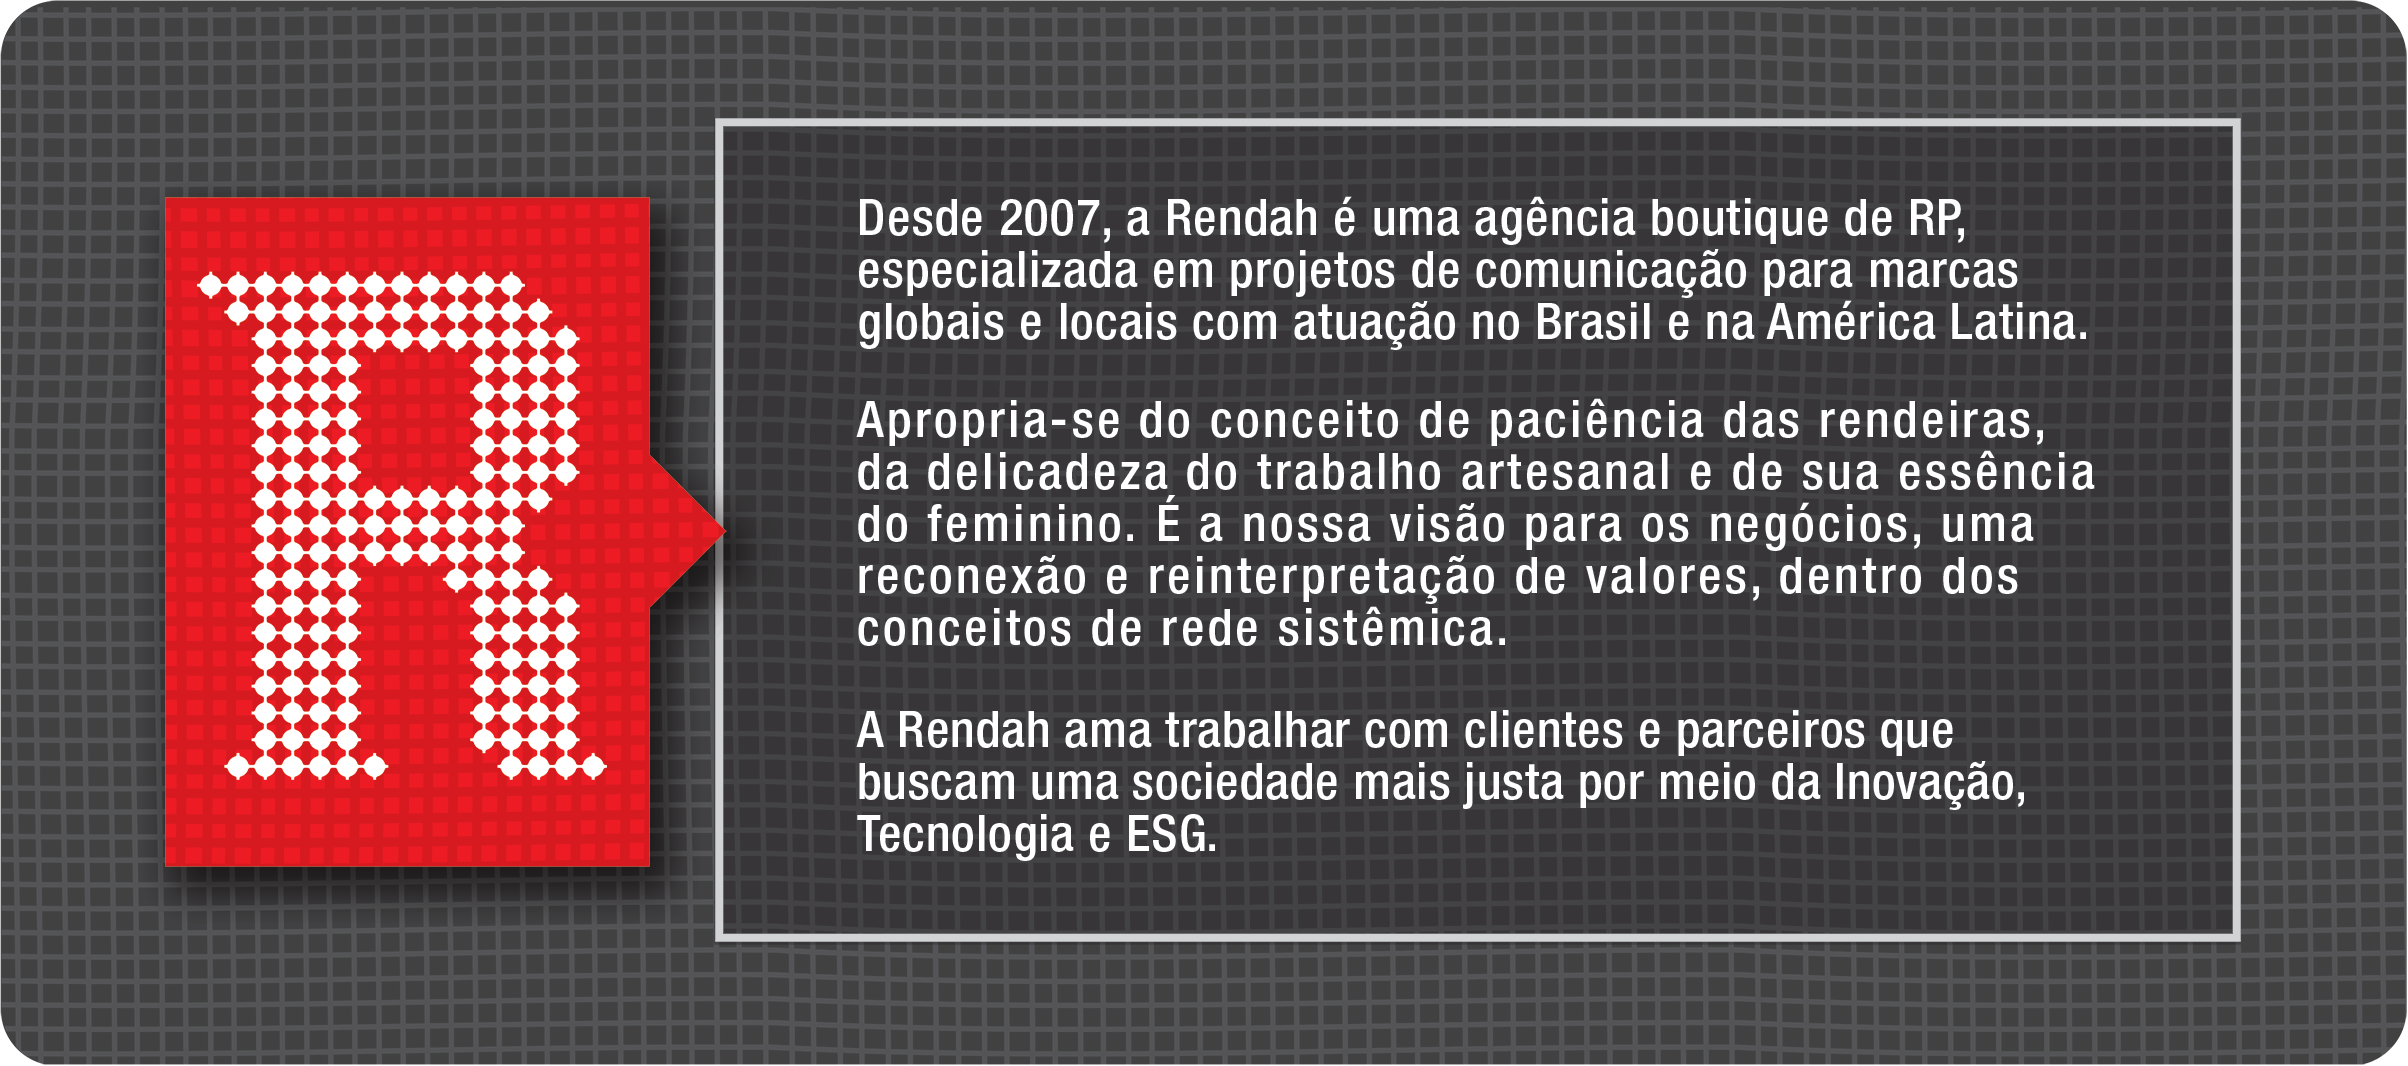 R
Desde 2007, a Rendah é uma agência boutique de RP,
especializada em projetos de comunicação para marcas
globais e locais com atuação no Brasil e na América Latina.
Apropria-se do conceito de paciência das rendeiras,
da delicadeza do trabalho artesanal e de sua essência
do feminino. É a nossa visão para os negócios, uma
reconexão e reinterpretação de valores, dentro dos
conceitos de rede sistêmica.
A Rendah ama trabalhar com clientes e parceiros que
buscam uma sociedade mais justa por meio da Inovação,
Tecnologia e ESG.